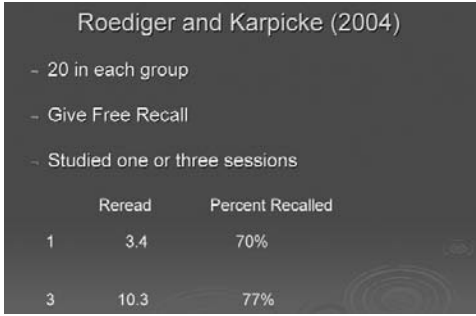 Roediger and Karpicke (2004)
– 20 in each group
– Give Free Recall
– Studied one or three sessions
Reread Percent Recalled
1 3.4 70%
3 10.3 77%